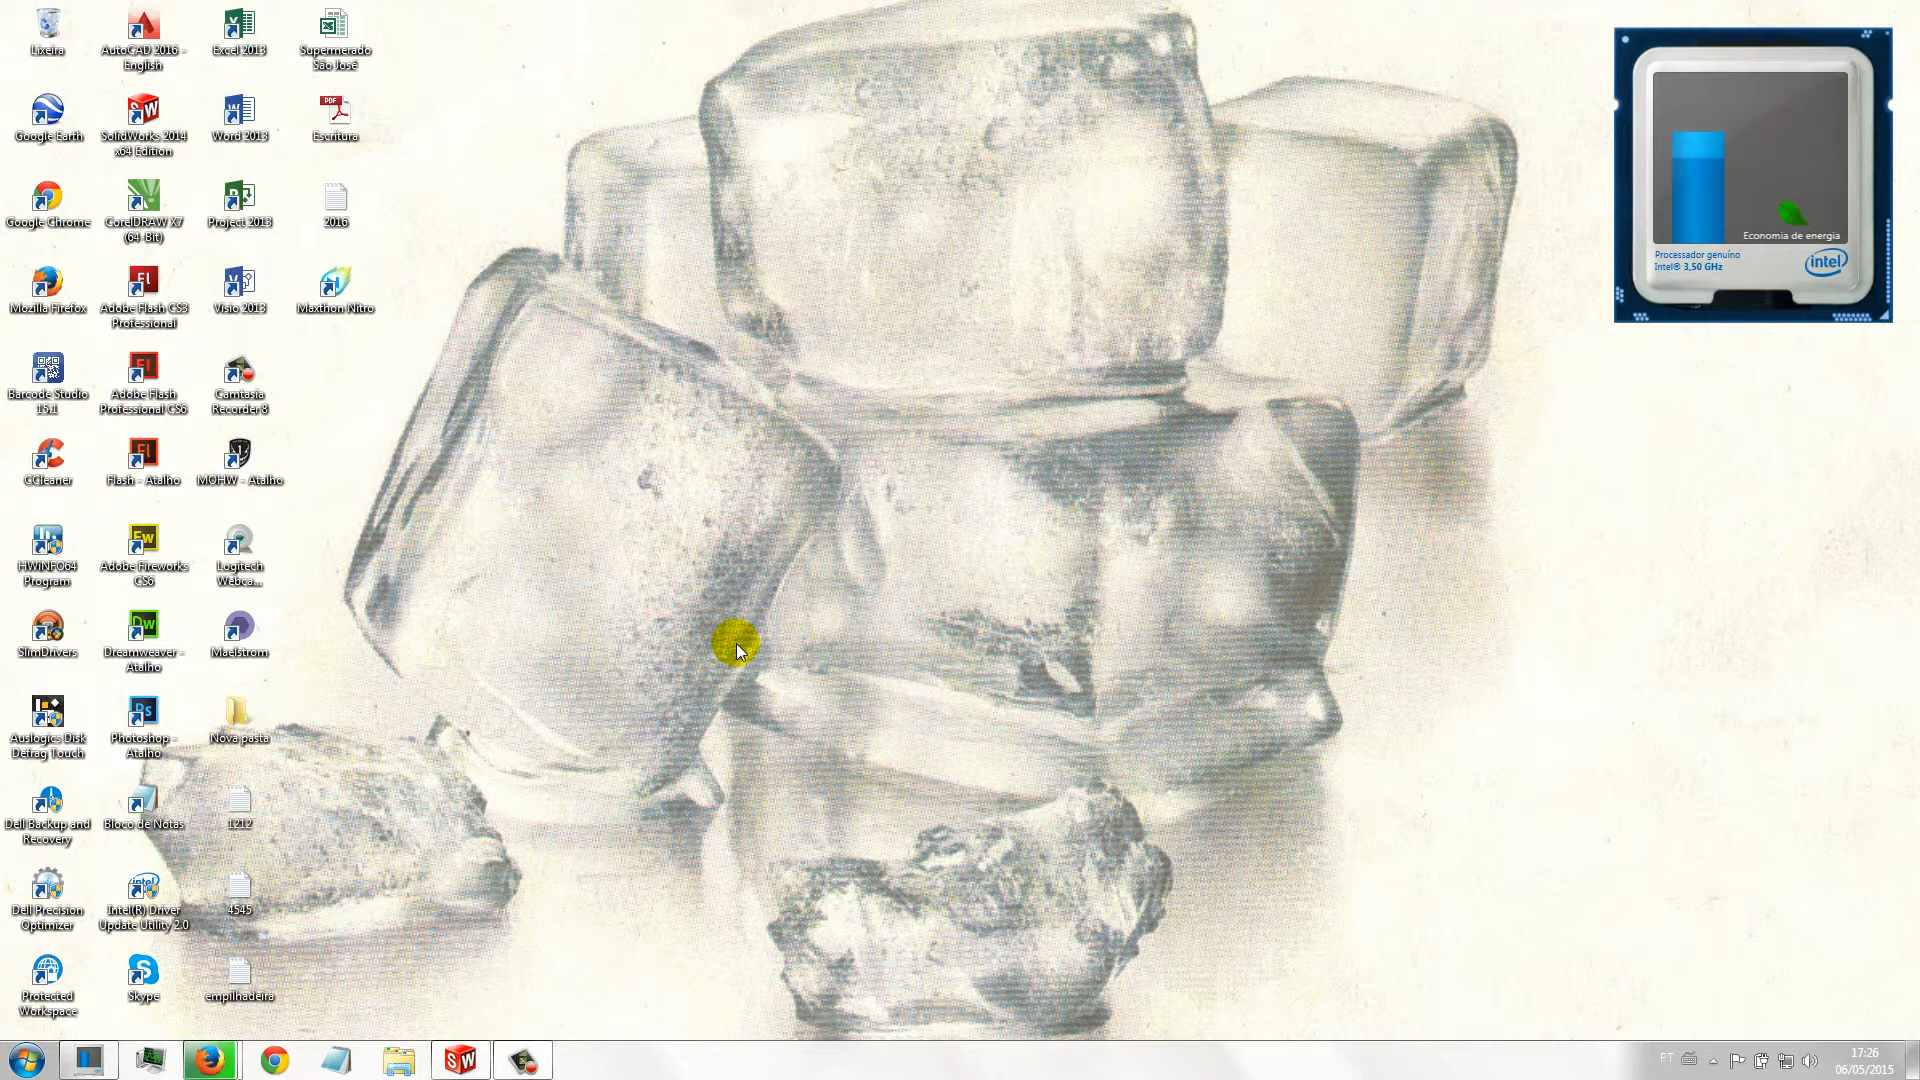 Lixeira
AutoCAD 2016 -
English
Excel 2013
Supermerado
São José
Google Earth
SolidWorks 2014
x64 Edition
Word 2013
PDF
Escritura
Google Chrome
CorelDRAW X7
(64-Bit)
Project 2013
2016
Mozilla Firefox
Adobe Flash CS3
Professional
Visio 2013
Maxthon Nitro
Barcode Studio
15.1
Adobe Flash
Professional CS6
Camtasia
Recorder 8
CCleaner
Flash - Atalho
MOHW - Atalho
HWiNFO64
Program
Adobe Fireworks
CS6
Logitech
Webca...
SlimDrivers
Dreamweaver -
Atalho
Maelstrom
Auslogics Disk
Defrag Touch
Photoshop -
Atalho
Nova pasta
Dell Backup and
Recovery
Bloco de Notas
1212
Dell Precision
Optimizer
Intel(R) Driver
Update Utility 2.0
4545
Protected
Workspace
Skype
empilhadeira
Economia de energia
Processador genuíno
Intel® 3,50 GHz
intel
PT
17:26
06/05/2015